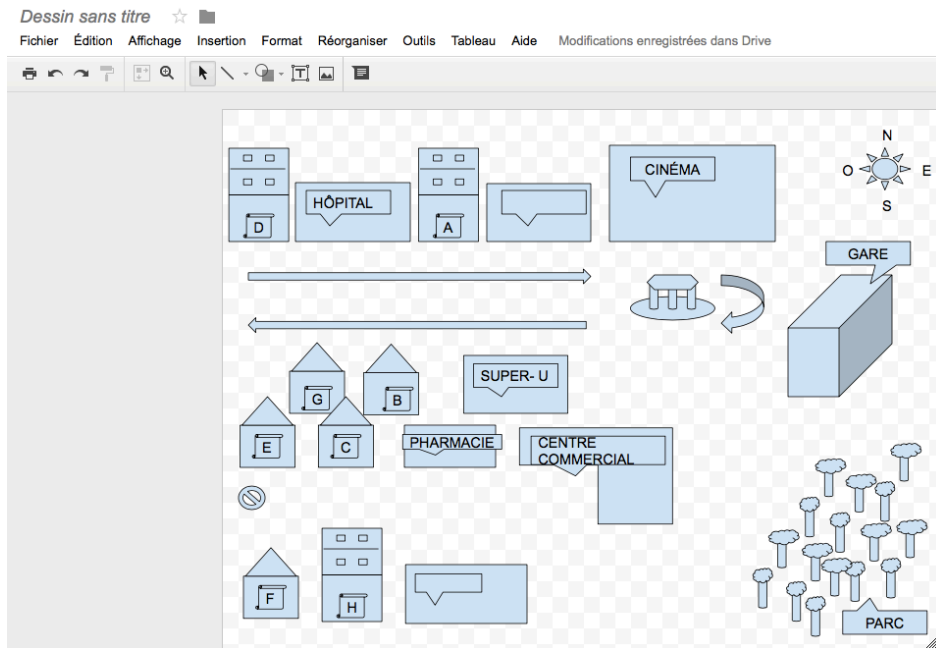 Dessin sans titre
Fichier Édition Affichage Insertion Format Réorganiser Outils Tableau Aide Modifications enregistrées dans Drive
N
O E
S
CINÉMA
HÔPITAL
D
A
GARE
SUPER- U
G
B
E
C
PHARMACIE
CENTRE
COMMERCIAL
F
H
PARC